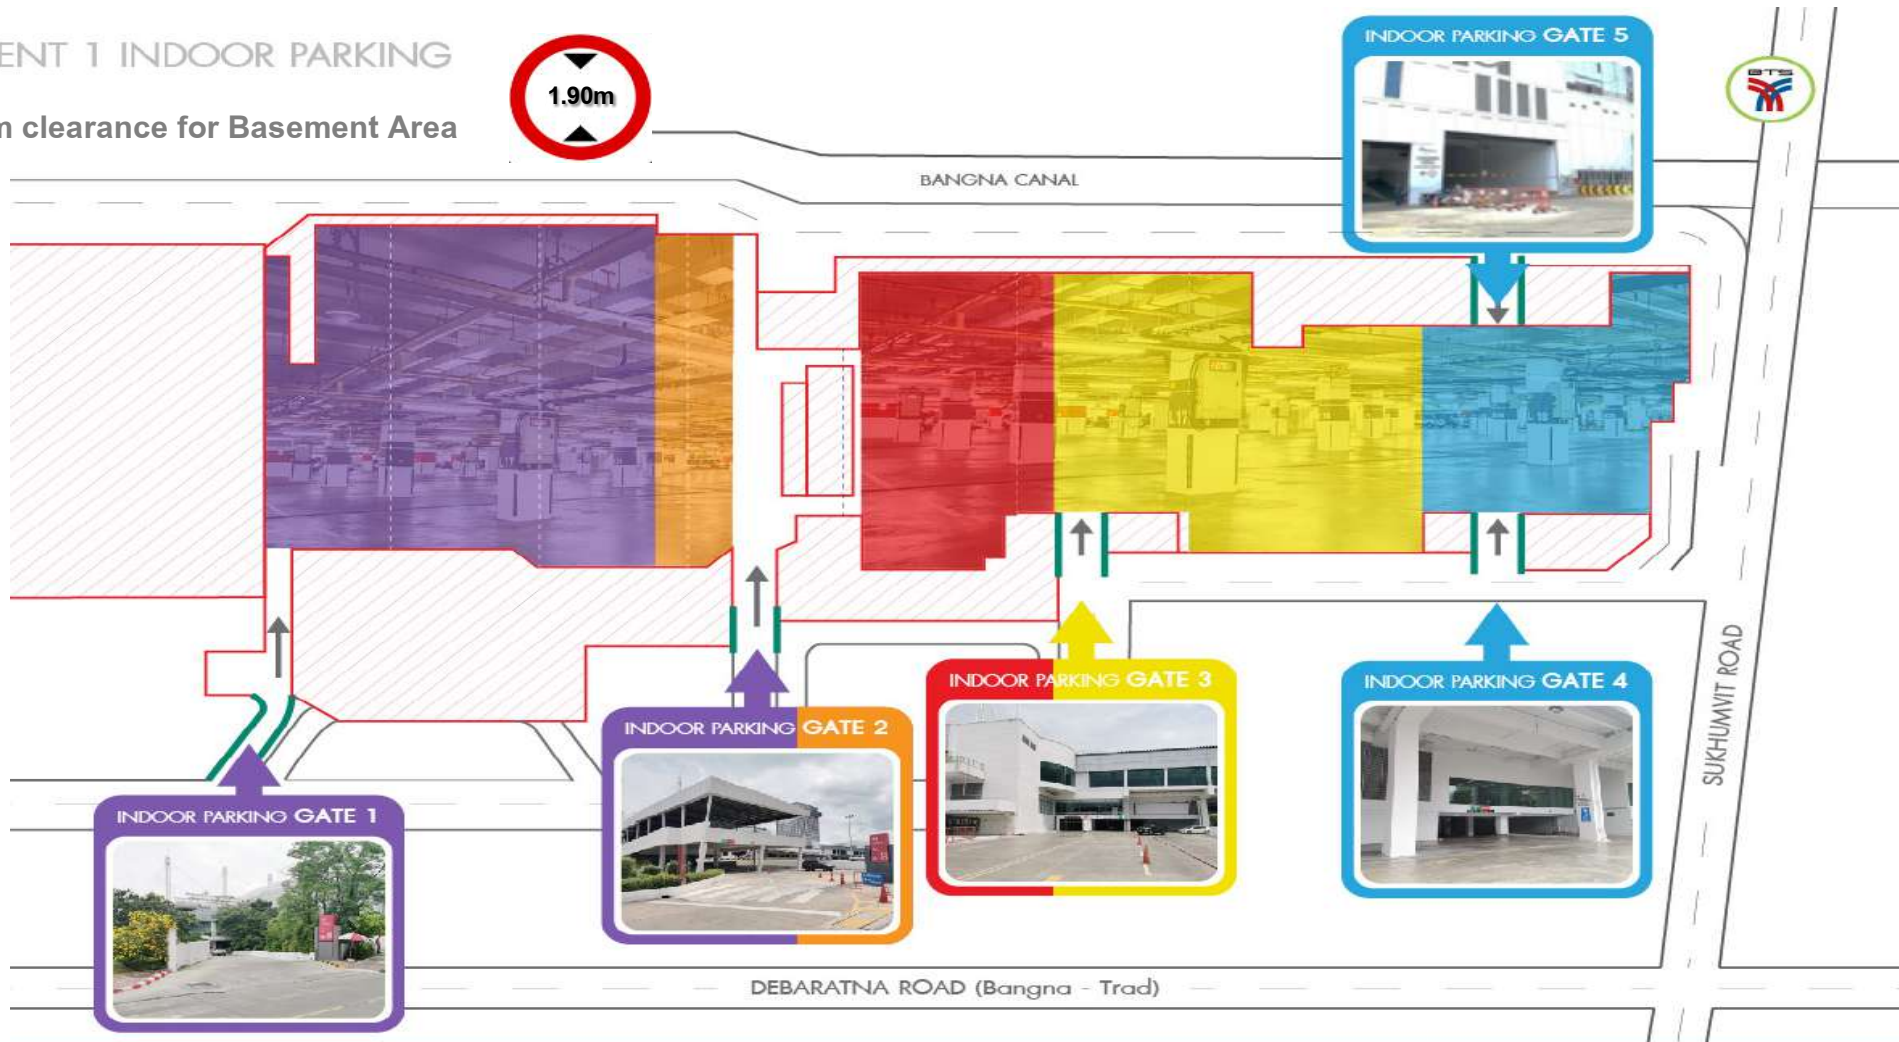 ENT 1 INDOOR PARKING
1.90m
clearance for Basement Area
INDOOR PARKING GATE 5
BTS
BANGNA CANAL
SUKHUMVIT ROAD
INDOOR PARKING GATE 3
INDOOR PARKING GATE 4
INDOOR PARKING GATE 2
INDOOR PARKING GATE 1
DEBARATNA ROAD (Bangna - Trad)